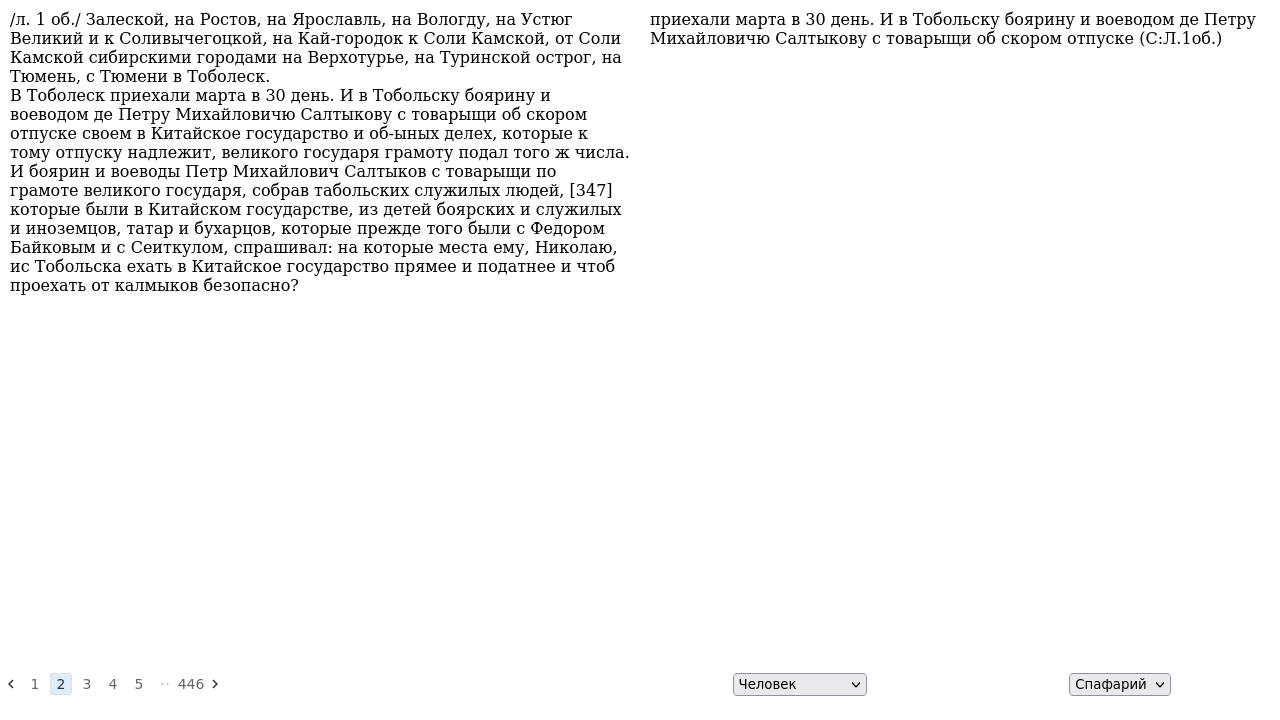 /л. 1 об./ Залеской, на Ростов, на Ярославль, на Вологду, на Устюг
Великий и к Соливычегоцкой, на Кай-городок к Соли Камской, от Соли
Камской сибирскими городами на Верхотурье, на Туринской острог, на
Тюмень, с Тюмени в Тоболеск.
В Тоболеск приехали марта в 30 день. И в Тобольску боярину и
воеводом де Петру Михайловичю Салтыкову с товарыщи об скором
отпуске своем в Китайское государство и об-ыных делех, которые к
тому отпуску надлежит, великого государя грамоту подал того ж числа.
И боярин и воеводы Петр Михайлович Салтыков с товарыщи по
грамоте великого государя, собрав табольских служилых людей, [347]
которые были в Китайском государстве, из детей боярских и служилых
и иноземцов, татар и бухарцов, которые прежде того были с Федором
Байковым и с Сеиткулом, спрашивал: на которые места ему, Николаю,
ис Тобольска ехать в Китайское государство прямее и податнее и чтоб
проехать от калмыков безопасно?
приехали марта в 30 день. И в Тобольску боярину и воеводом де Петру
Михайловичю Салтыкову с товарыщи об скором отпуске (С:Л.1об.)
1 2 3 4 5 ·· 446
Человек
Спафарий